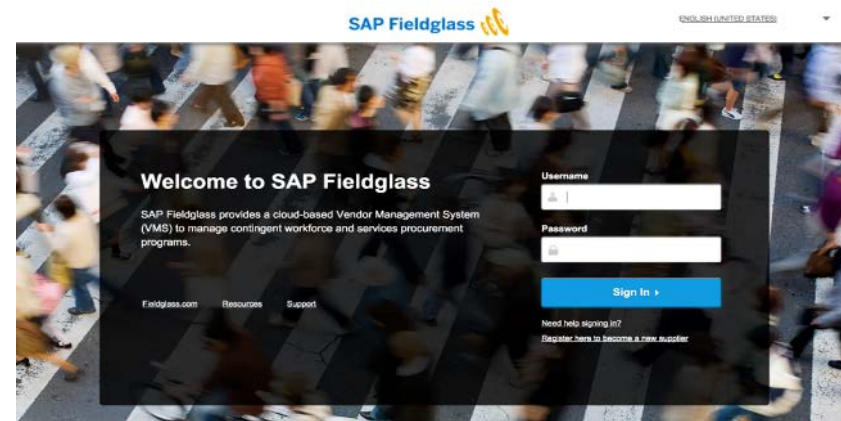 SAP Fieldglass
ENGLISH (UNITED STATES)
Welcome to SAP Fieldglass
SAP Fieldglass provides a cloud-based Vendor Management System
(VMS) to manage contingent workforce and services procurement
programs.
Fieldglass.com Resources Support
Username
Password
Sign In
Need help signing in?
Register here to become a new supplier